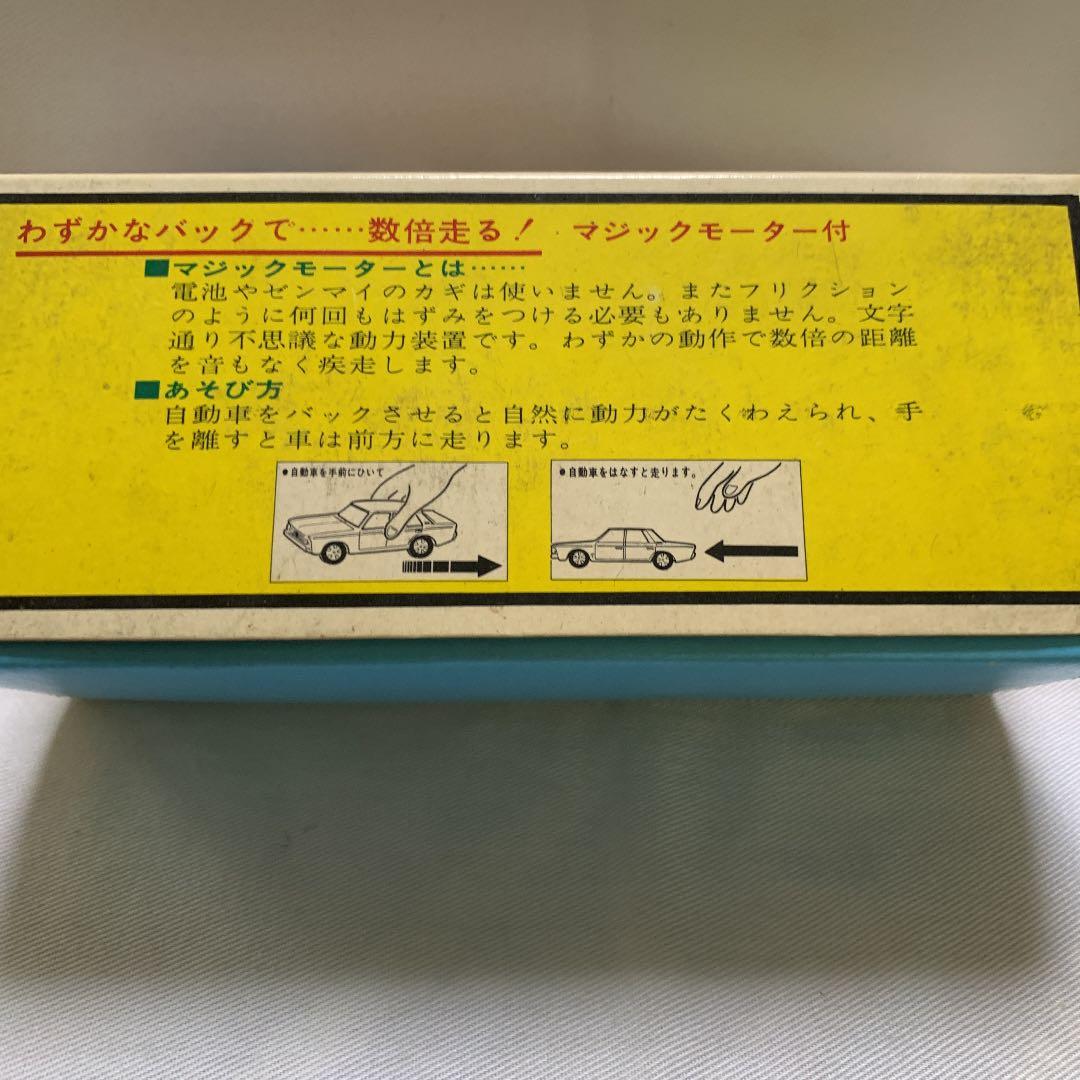 わずかなバックで……数倍走る！ マジックモーター付
■マジックモーターとは……
電池やゼンマイのカギは使いません。またフリクション
のように何回もはずみをつける必要もありません。文字
通り不思議な動力装置です。わずかの動作で数倍の距離
を音もなく疾走します。
■あそび方
自動車をバックさせると自然に動力がたくわえられ、手
を離すと車は前方に走ります。
●自動車を手前にひいて
●自動車をはなすと走ります。